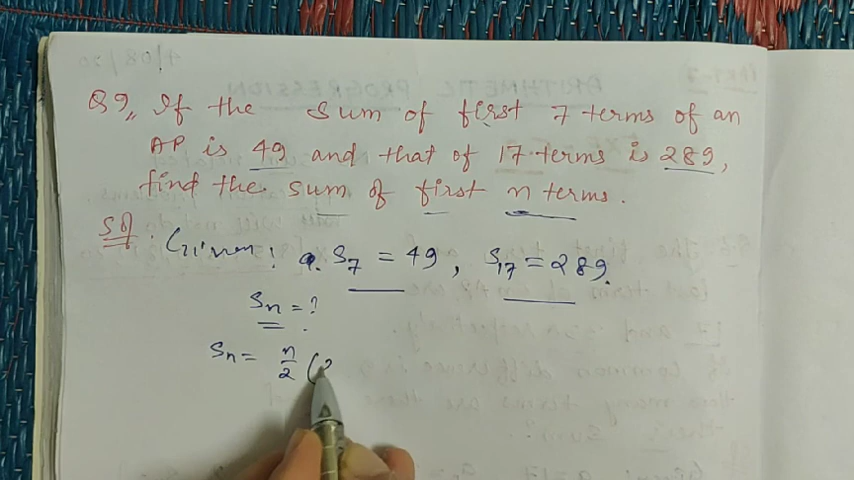 Q9,, If the sum of first 7 terms of an
AP is 49 and that of 17 terms is 289,
find the sum of first n terms.
Sol. Given: a. S₇ = 49, S₁₇ = 289.
Sₙ = ?
Sₙ = n/2 (2